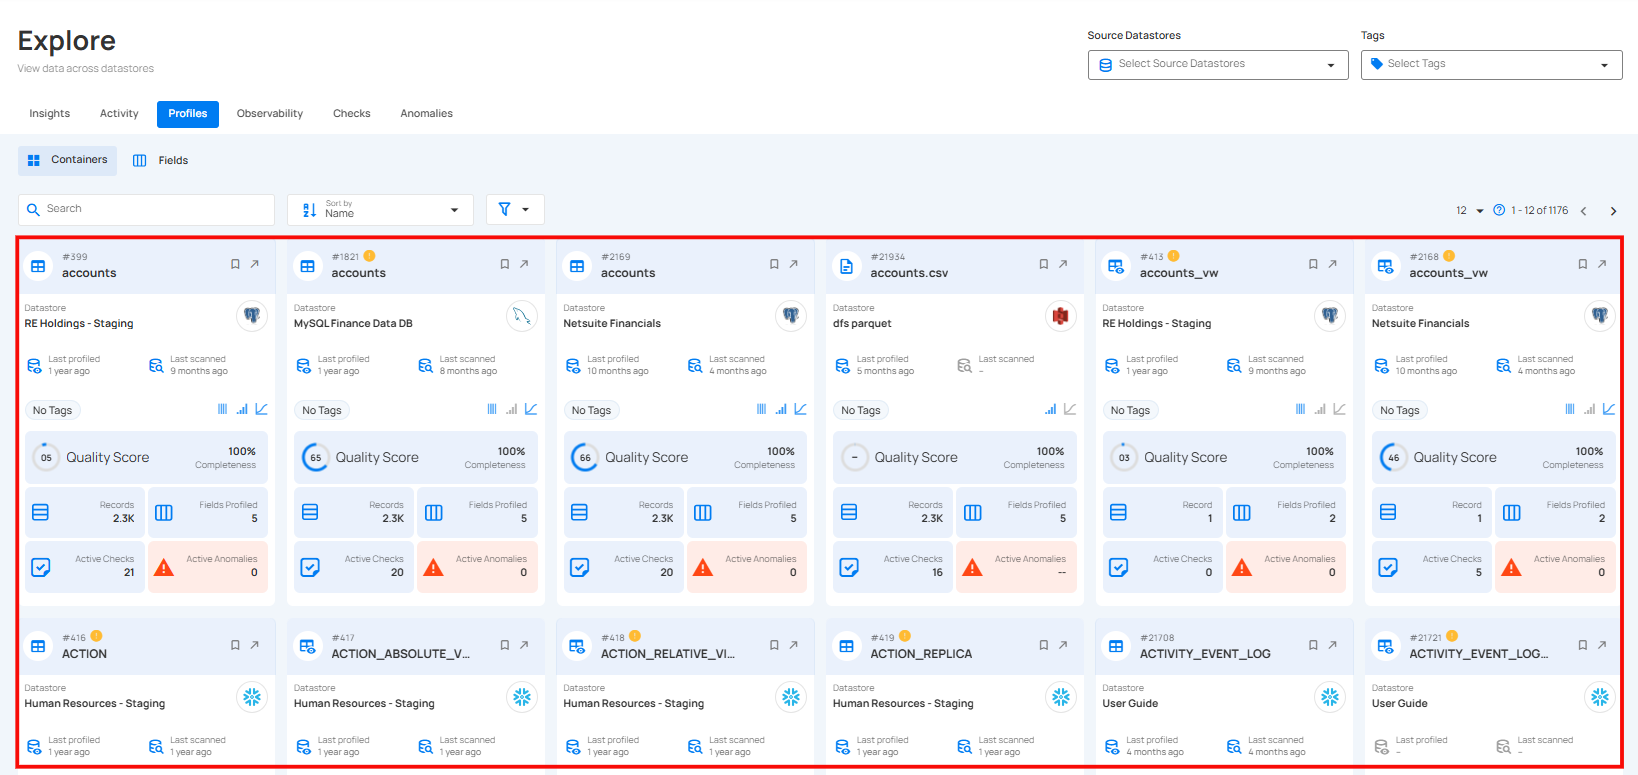 Explore
View data across datastores
Source Datastores
Select Source Datastores
Tags
Select Tags
Insights
Activity
Profiles
Observability
Checks
Anomalies
Containers
Fields
Search
Sort by
Name
12
1 - 12 of 1176
#399
accounts
Datastore
RE Holdings - Staging
Last profiled
1 year ago
Last scanned
9 months ago
No Tags
05
Quality Score
100%
Completeness
Records
2.3K
Fields Profiled
5
Active Checks
21
Active Anomalies
0
#1821
accounts
Datastore
MySQL Finance Data DB
Last profiled
1 year ago
Last scanned
8 months ago
No Tags
65
Quality Score
100%
Completeness
Records
2.3K
Fields Profiled
5
Active Checks
20
Active Anomalies
0
#2169
accounts
Datastore
Netsuite Financials
Last profiled
10 months ago
Last scanned
4 months ago
No Tags
66
Quality Score
100%
Completeness
Records
2.3K
Fields Profiled
5
Active Checks
20
Active Anomalies
0
#21934
accounts.csv
Datastore
dfs parquet
Last profiled
5 months ago
Last scanned
–
No Tags
–
Quality Score
100%
Completeness
Records
2.3K
Fields Profiled
5
Active Checks
16
Active Anomalies
--
#413
accounts_vw
Datastore
RE Holdings - Staging
Last profiled
1 year ago
Last scanned
9 months ago
No Tags
03
Quality Score
100%
Completeness
Record
1
Fields Profiled
2
Active Checks
0
Active Anomalies
0
#2168
accounts_vw
Datastore
Netsuite Financials
Last profiled
10 months ago
Last scanned
4 months ago
No Tags
46
Quality Score
100%
Completeness
Record
1
Fields Profiled
2
Active Checks
5
Active Anomalies
0
#416
ACTION
Datastore
Human Resources - Staging
Last profiled
1 year ago
Last scanned
1 year ago
#417
ACTION_ABSOLUTE_V...
Datastore
Human Resources - Staging
Last profiled
1 year ago
Last scanned
1 year ago
#418
ACTION_RELATIVE_VI...
Datastore
Human Resources - Staging
Last profiled
1 year ago
Last scanned
1 year ago
#419
ACTION_REPLICA
Datastore
Human Resources - Staging
Last profiled
1 year ago
Last scanned
1 year ago
#21708
ACTIVITY_EVENT_LOG
Datastore
User Guide
Last profiled
4 months ago
Last scanned
4 months ago
#21721
ACTIVITY_EVENT_LOG...
Datastore
User Guide
Last profiled
–
Last scanned
–